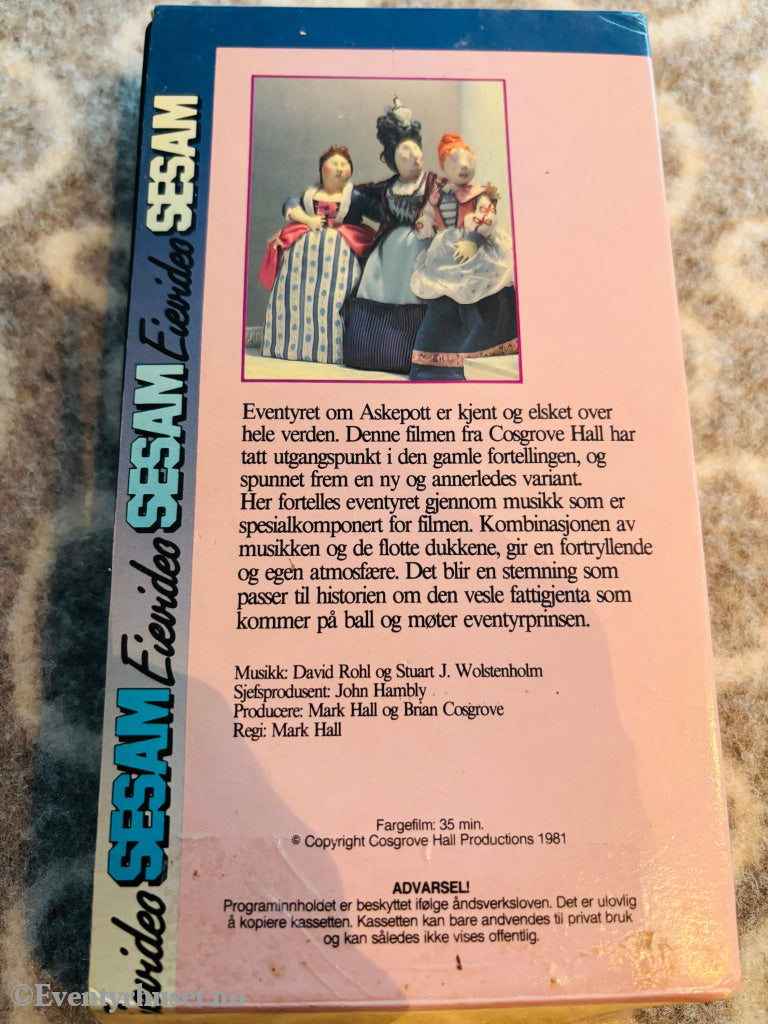 SESAM
Eievideo
SESAM
Eievideo
SESAM
Eventyret om Askepott er kjent og elsket over
hele verden. Denne filmen fra Cosgrove Hall har
tatt utgangspunkt i den gamle fortellingen, og
spunnet frem en ny og annerledes variant.
Her fortelles eventyret gjennom musikk som er
spesialkomponert for filmen. Kombinasjonen av
musikken og de flotte dukkene, gir en fortryllende
og egen atmosfære. Det blir en stemning som
passer til historien om den vesle fattigjenta som
kommer på ball og møter eventyrprinsen.
Musikk: David Rohl og Stuart J. Wolstenholm
Sjefsprodusent: John Hambly
Producere: Mark Hall og Brian Cosgrove
Regi: Mark Hall
Fargefilm: 35 min.
© Copyright Cosgrove Hall Productions 1981
ADVARSEL!
Programinnholdet er beskyttet ifølge åndsverksloven. Det er ulovlig
å kopiere kassetten. Kassetten kan bare andvendes til privat bruk
og kan således ikke vises offentlig.
©Eventyrhuset.no